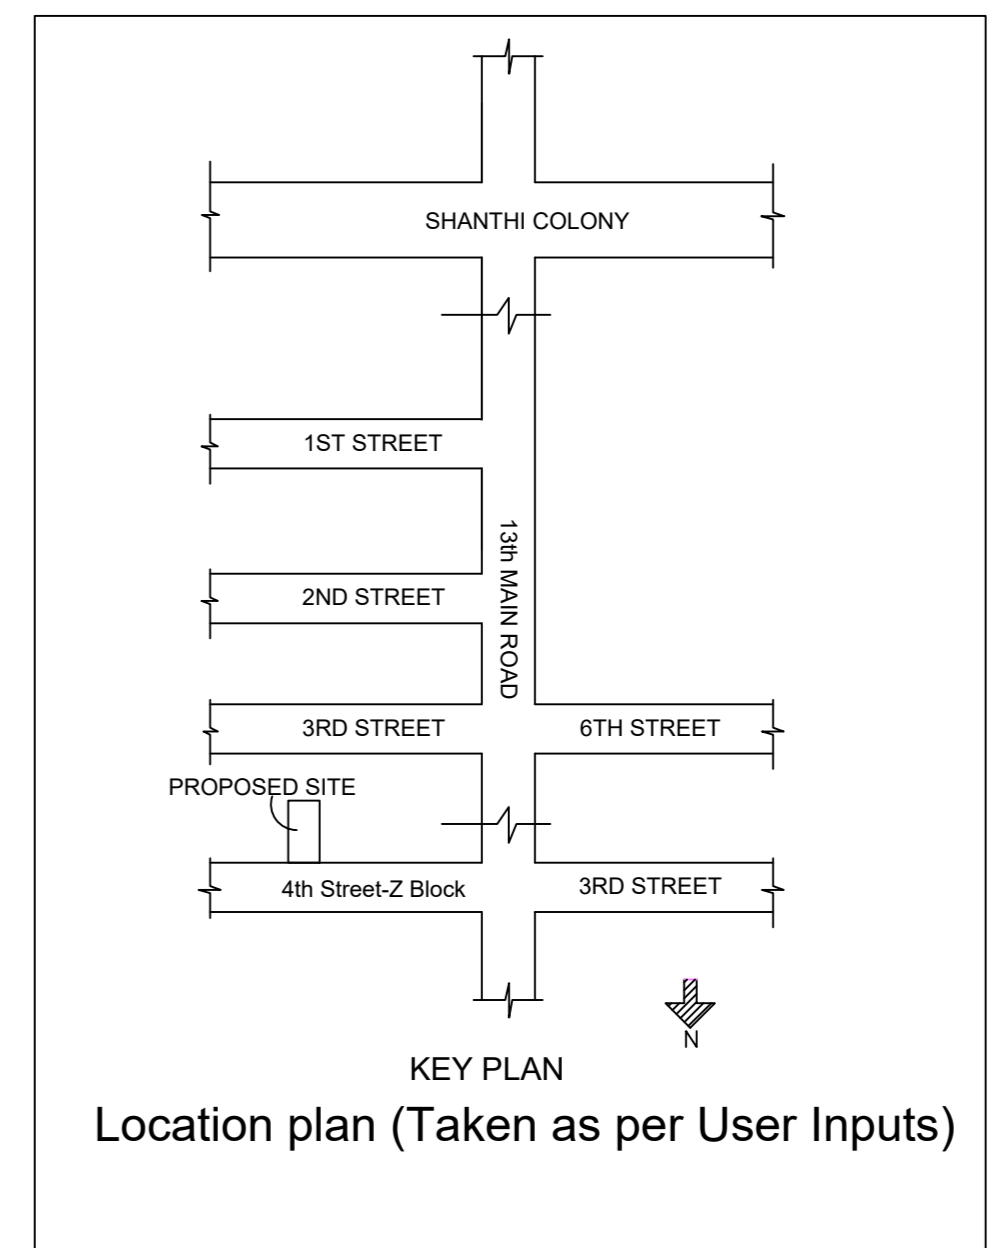 SHANTHI COLONY
1ST STREET
13th MAIN ROAD
2ND STREET
3RD STREET
6TH STREET
PROPOSED SITE
4th Street-Z Block
3RD STREET
N
KEY PLAN
Location plan (Taken as per User Inputs)